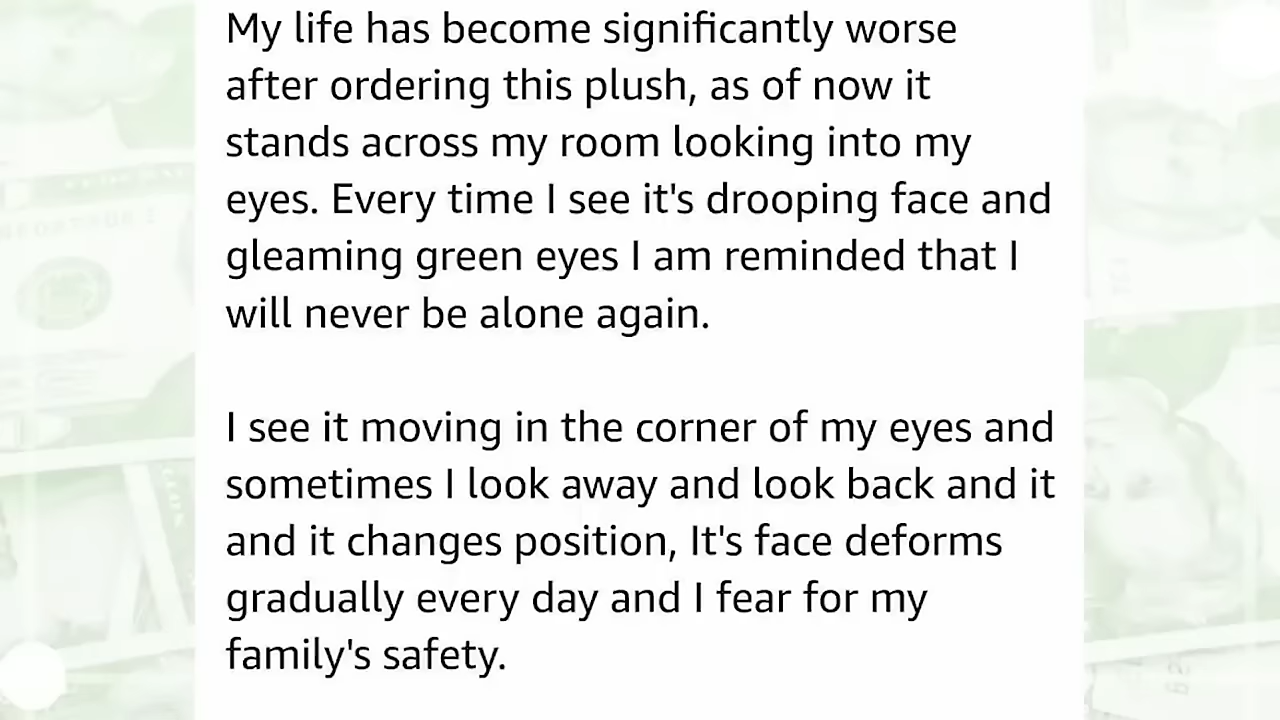 My life has become significantly worse
after ordering this plush, as of now it
stands across my room looking into my
eyes. Every time I see it's drooping face and
gleaming green eyes I am reminded that I
will never be alone again.
I see it moving in the corner of my eyes and
sometimes I look away and look back and it
and it changes position, It's face deforms
gradually every day and I fear for my
family's safety.